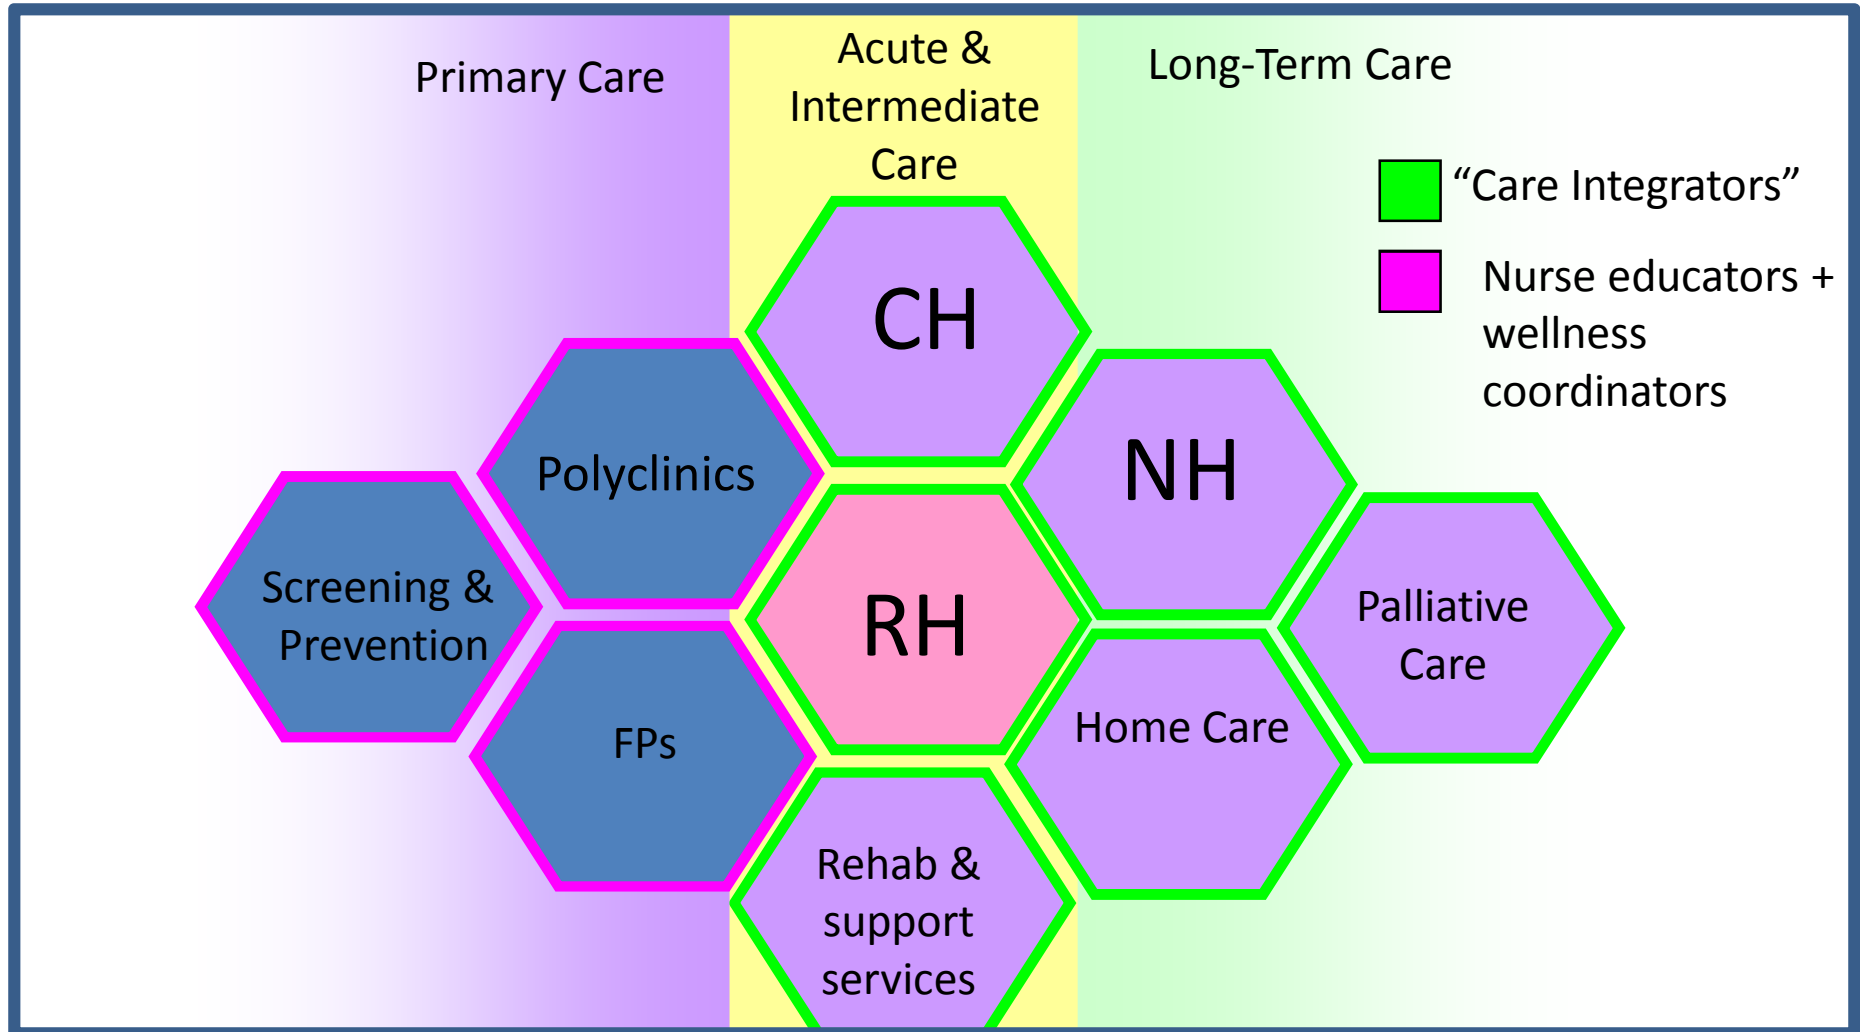 Primary Care
Acute &
Intermediate
Care
Long-Term Care
“Care Integrators”
Nurse educators +
wellness
coordinators
CH
Polyclinics
NH
Screening &
Prevention
RH
Palliative
Care
FPs
Home Care
Rehab &
support
services